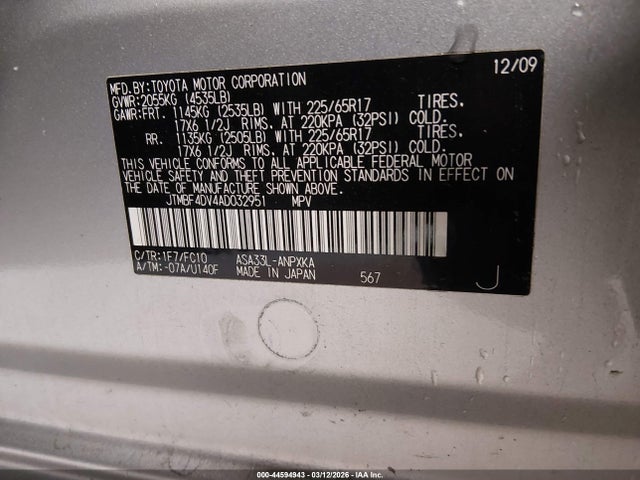 MFD.BY:TOYOTA MOTOR CORPORATION 12/09
GVWR:2055KG (4535LB)
GAWR:FRT. 1145KG (2535LB) WITH 225/65R17 TIRES.
17X6 1/2J RIMS. AT 220KPA (32PSI) COLD.
RR. 1135KG (2505LB) WITH 225/65R17 TIRES.
17X6 1/2J RIMS. AT 220KPA (32PSI) COLD.
THIS VEHICLE CONFORMS TO ALL APPLICABLE FEDERAL MOTOR
VEHICLE SAFETY AND THEFT PREVENTION STANDARDS IN EFFECT ON
DATE OF MANUFACTURE SHOWN ABOVE.
JTMBF4DV4AD032951 MPV
C/TR:1F7/FC10 ASA33L-ANPXKA
A/TM:-07A/U140F MADE IN JAPAN 567 J
000-44594943 | 03/12/2026 - IAA Inc.